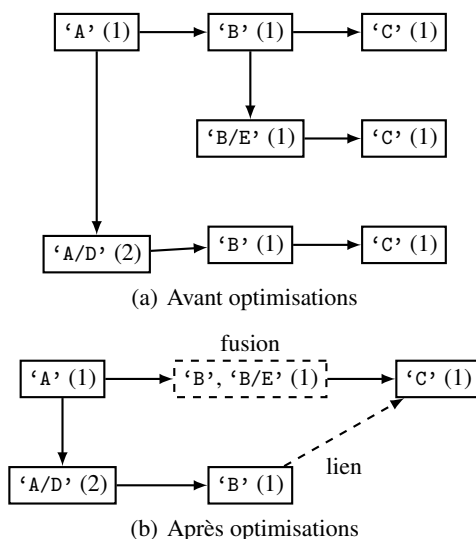 ‘A’ (1) ‘B’ (1) ‘C’ (1)
‘B/E’ (1) ‘C’ (1)
‘A/D’ (2) ‘B’ (1) ‘C’ (1)
(a) Avant optimisations
fusion
‘A’ (1) ‘B’, ‘B/E’ (1) ‘C’ (1)
lien
‘A/D’ (2) ‘B’ (1)
(b) Après optimisations